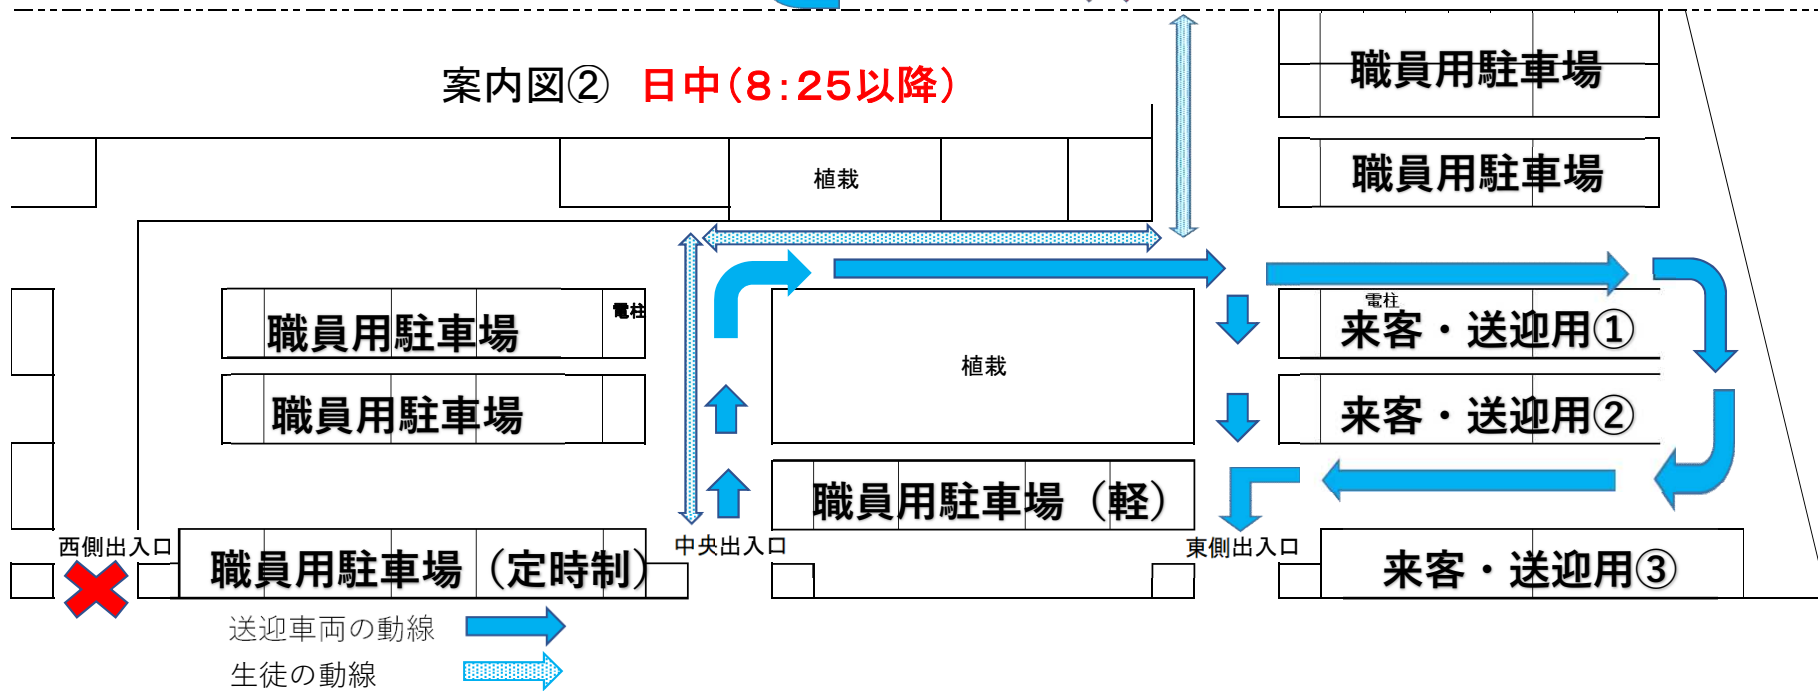 案内図② 日中(8:25以降)
職員用駐車場
職員用駐車場
植栽
職員用駐車場
電柱
電柱
来客・送迎用①
植栽
職員用駐車場
来客・送迎用②
職員用駐車場(軽)
西側出入口
中央出入口
東側出入口
職員用駐車場(定時制)
来客・送迎用③
送迎車両の動線
生徒の動線